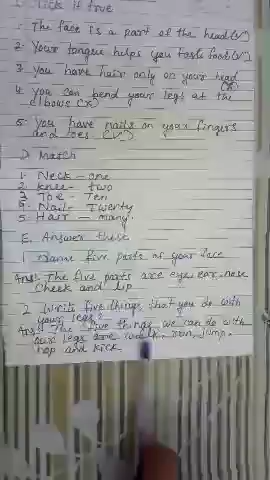 Tick if true
1. The face is a part of the head (✓)
2. Your tongue helps you taste food (✓)
3. You have hair only on your head
(x)
4. you can bend your legs at the
elbows (x)
5. You have nails on your fingers
and toes (✓)
D. Match
1. Neck – one
2. knee – two
3. Toe – Ten
4. Nail – Twenty
5. Hair – many
E. Answer these
1. Name five parts of your face
Ans: The five parts are eye, ear, nose
Cheek and lip
2. Write five things that you do with
your legs?
Ans: The five things we can do with
our legs are walk, run, jump,
hop and kick